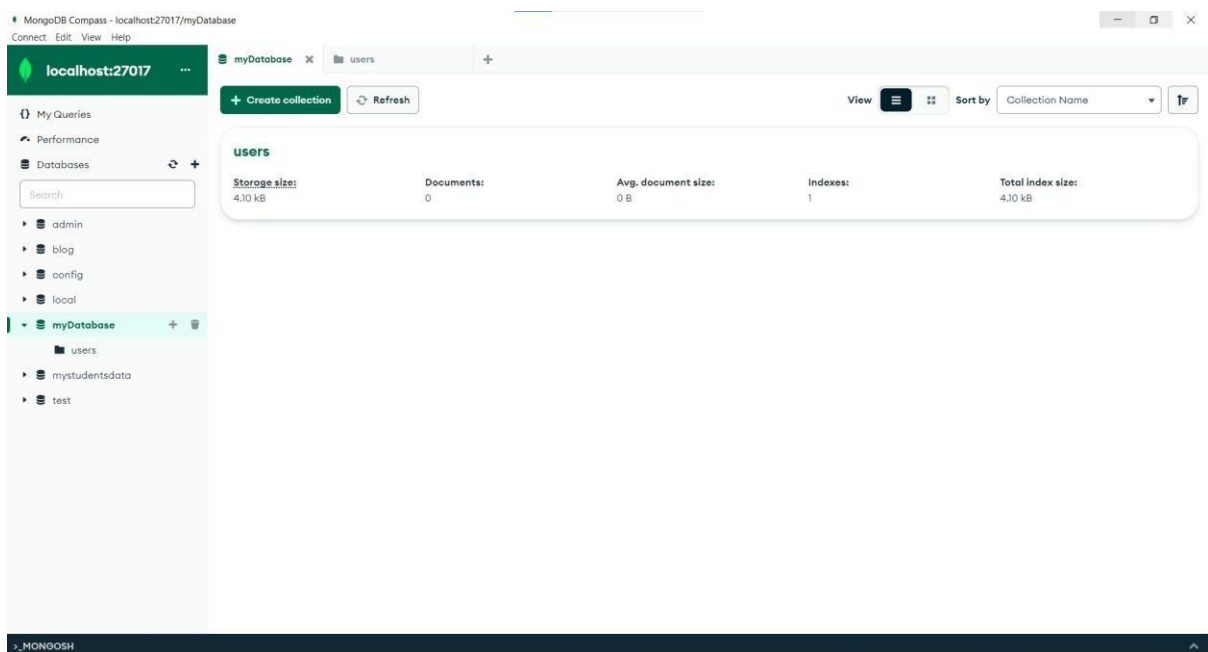 MongoDB Compass - localhost:27017/myDatabase
Connect Edit View Help
localhost:27017 ...
myDatabase
users
My Queries
Performance
Databases
Search
admin
blog
config
local
myDatabase
users
mystudentsdata
test
+ Create collection
Refresh
View
Sort by
Collection Name
users
Storage size: Documents: Avg. document size: Indexes: Total index size:
4.10 kB 0 0 B 1 4.10 kB
>_MONGOSH